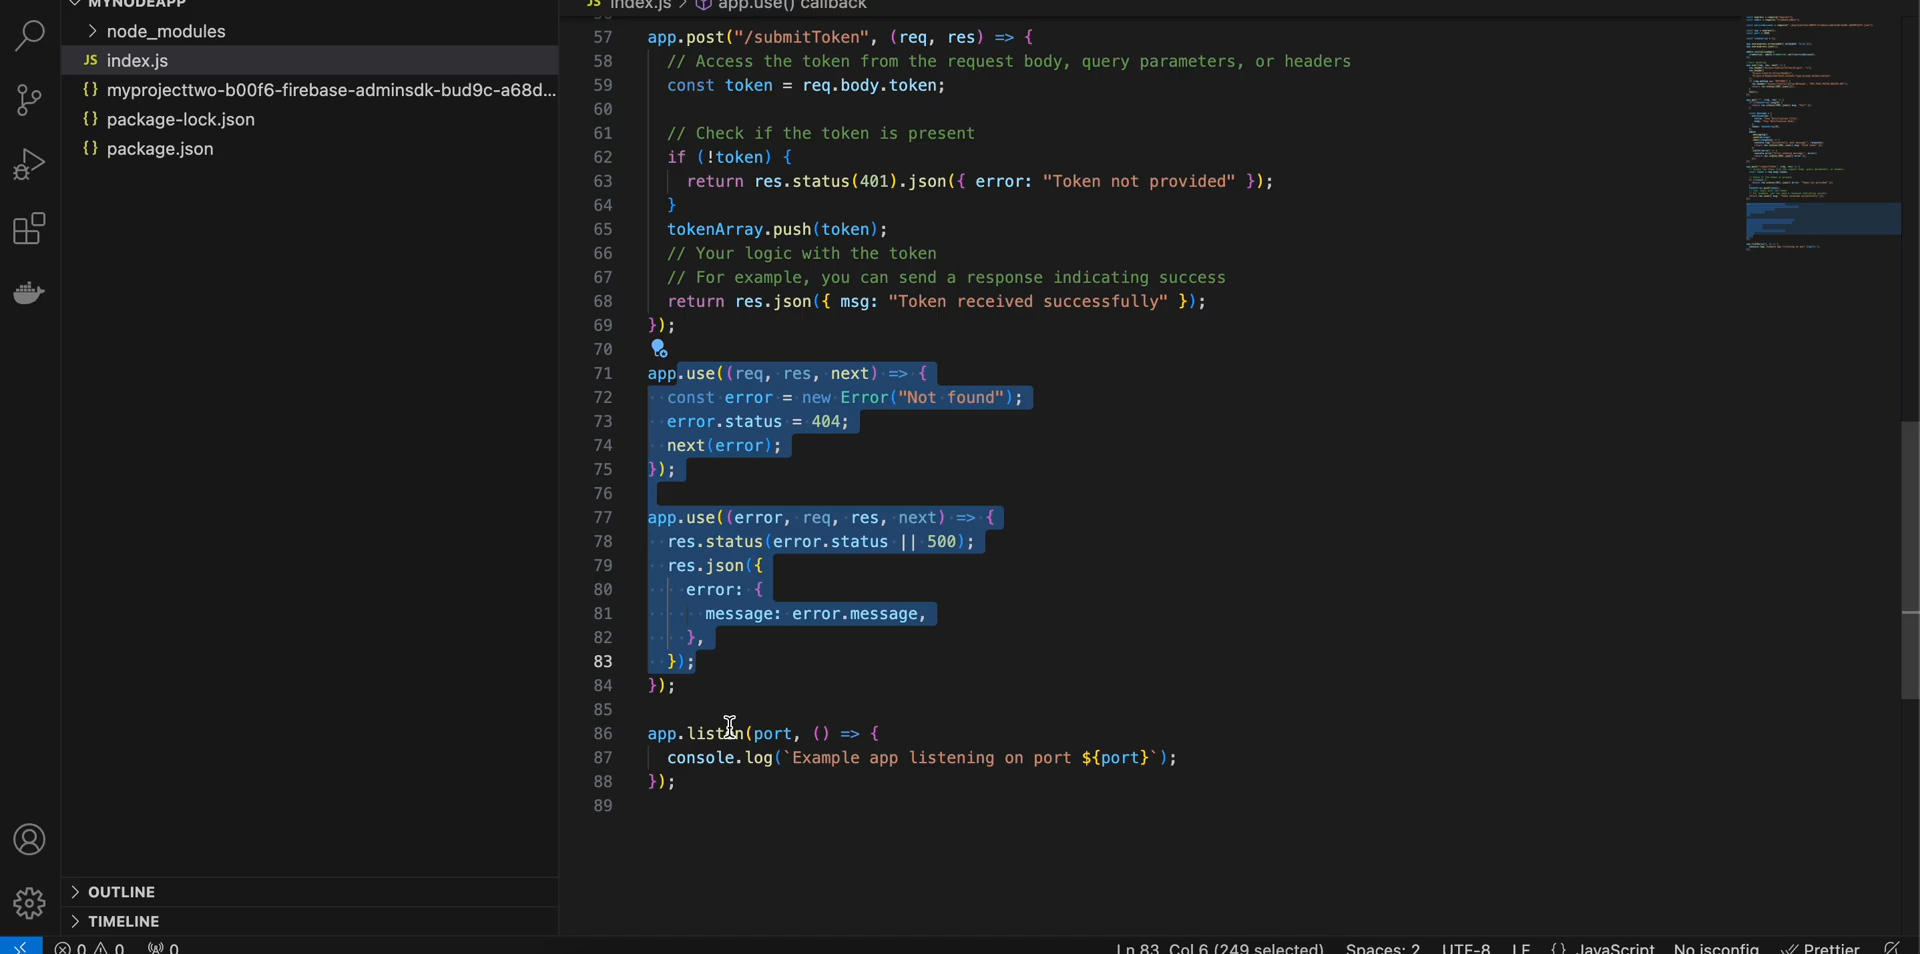 MYNODEAPP
node_modules
JS index.js
{} myprojecttwo-b00f6-firebase-adminsdk-bud9c-a68d...
{} package-lock.json
{} package.json
OUTLINE
TIMELINE
JS index.js > app.use() callback
57 app.post("/submitToken", (req, res) => {
58 // Access the token from the request body, query parameters, or headers
59 const token = req.body.token;
60
61 // Check if the token is present
62 if (!token) {
63 return res.status(401).json({ error: "Token not provided" });
64 }
65 tokenArray.push(token);
66 // Your logic with the token
67 // For example, you can send a response indicating success
68 return res.json({ msg: "Token received successfully" });
69 });
70
71 app.use((req, res, next) => {
72 const error = new Error("Not found");
73 error.status = 404;
74 next(error);
75 });
76
77 app.use((error, req, res, next) => {
78 res.status(error.status || 500);
79 res.json({
80 error: {
81 message: error.message,
82 },
83 });
84 });
85
86 app.listen(port, () => {
87 console.log(`Example app listening on port ${port}`);
88 });
89
0 0 0 Ln 83, Col 6 (249 selected) Spaces: 2 UTF-8 LF {} JavaScript No jsconfig Prettier